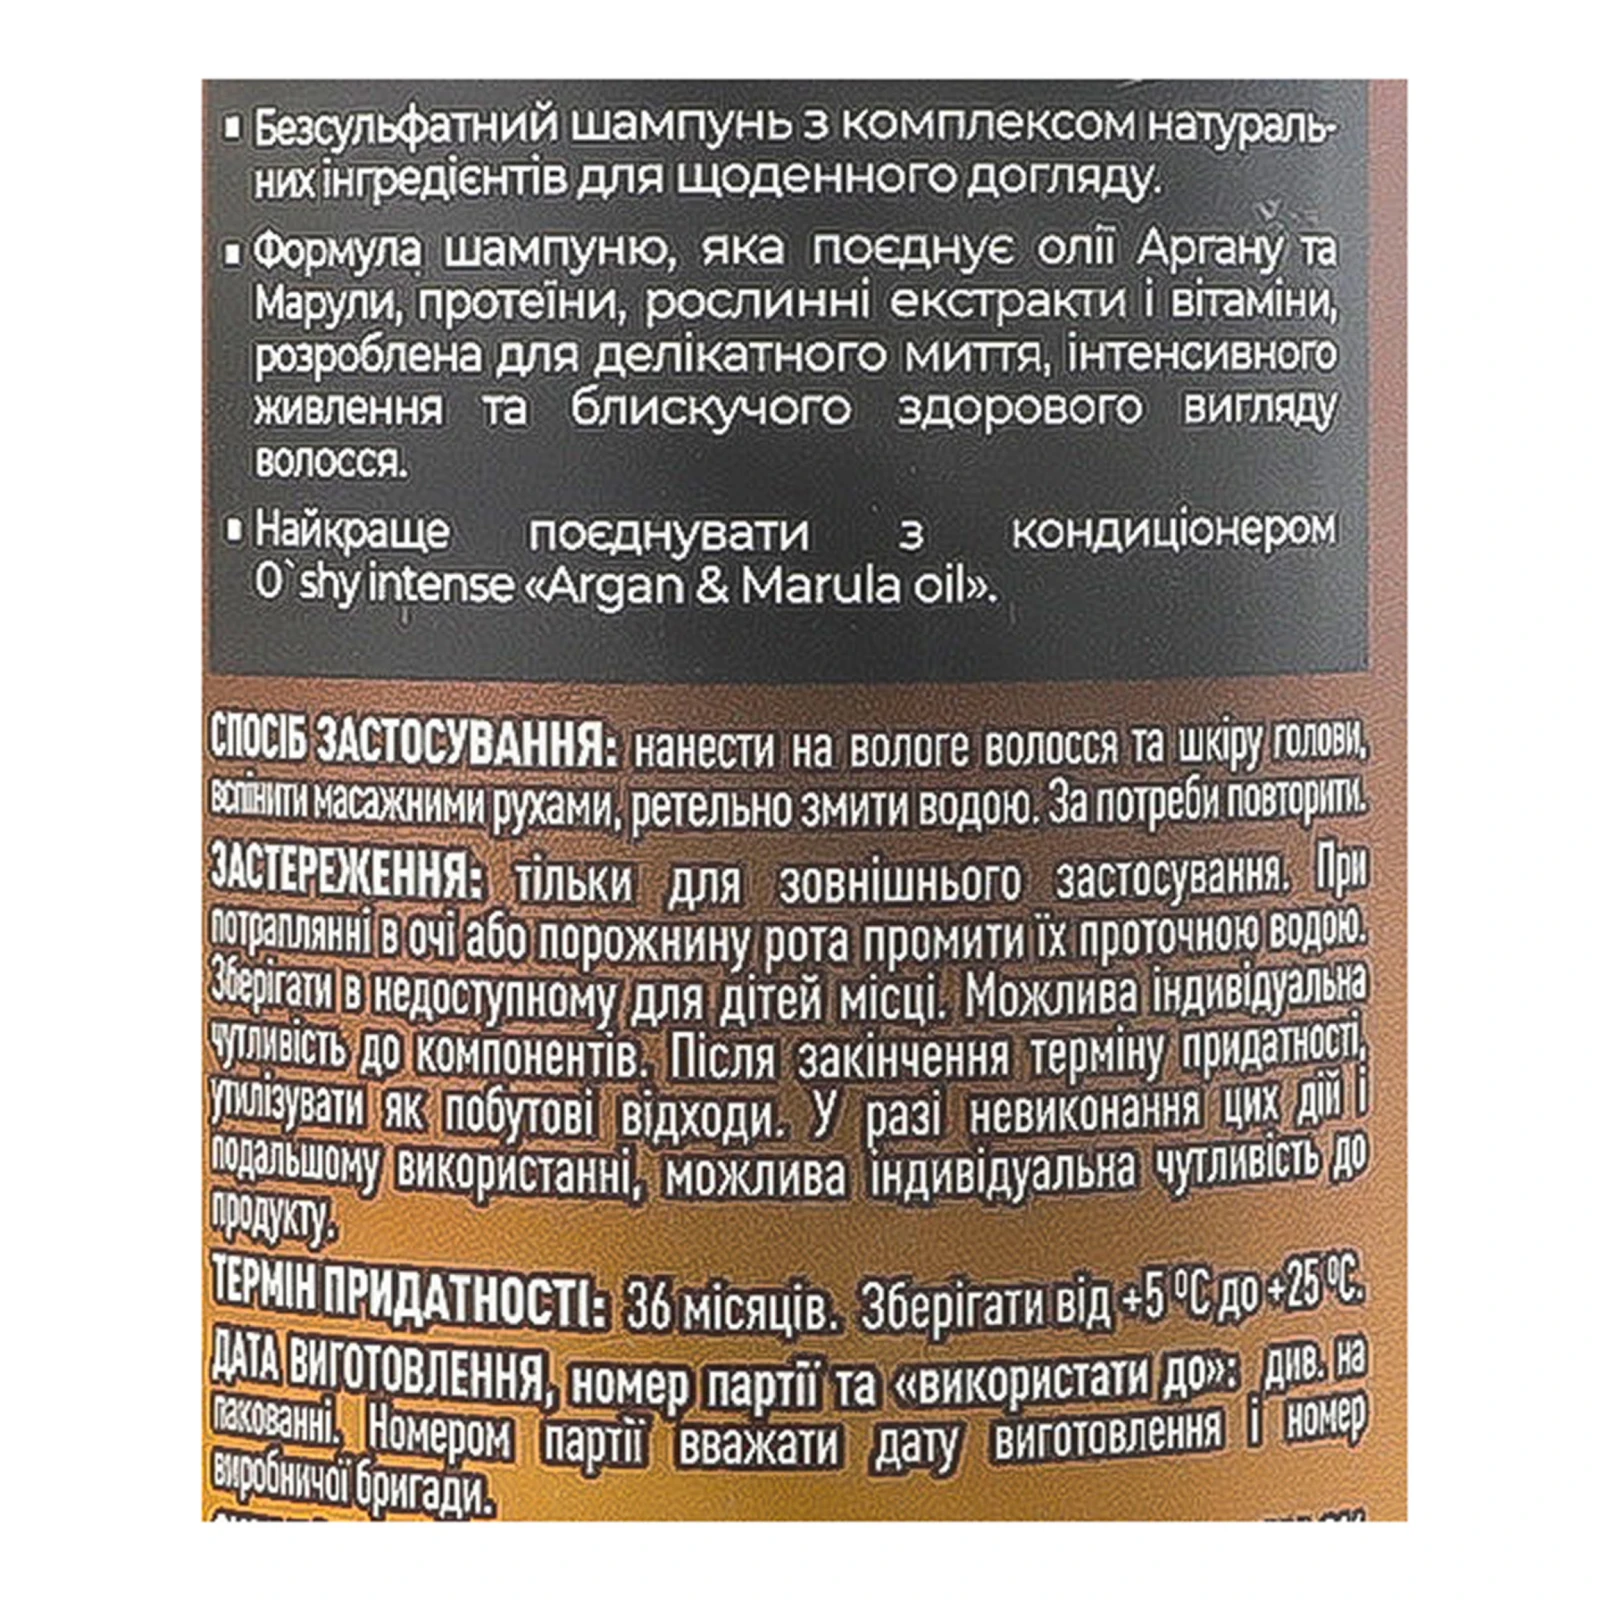 ▪ Безсульфатний шампунь з комплексом натураль-
них інгредієнтів для щоденного догляду.
▪ Формула шампуню, яка поєднує олії Аргану та
Марули, протеїни, рослинні екстракти і вітаміни,
розроблена для делікатного миття, інтенсивного
живлення та блискучого здорового вигляду
волосся.
▪ Найкраще поєднувати з кондиціонером
O`shy intense «Argan & Marula oil».
СПОСІБ ЗАСТОСУВАННЯ: нанести на вологе волосся та шкіру голови,
вспінити масажними рухами, ретельно змити водою. За потреби повторити.
ЗАСТЕРЕЖЕННЯ: тільки для зовнішнього застосування. При
потраплянні в очі або порожнину рота промити їх проточною водою.
Зберігати в недоступному для дітей місці. Можлива індивідуальна
чутливість до компонентів. Після закінчення терміну придатності,
утилізувати як побутові відходи. У разі невиконання цих дій і
подальшому використанні, можлива індивідуальна чутливість до
продукту.
ТЕРМІН ПРИДАТНОСТІ: 36 місяців. Зберігати від +5 ºС до +25 ºС.
ДАТА ВИГОТОВЛЕННЯ, номер партії та «використати до»: див. на
пакованні. Номером партії вважати дату виготовлення і номер
виробничої бригади.